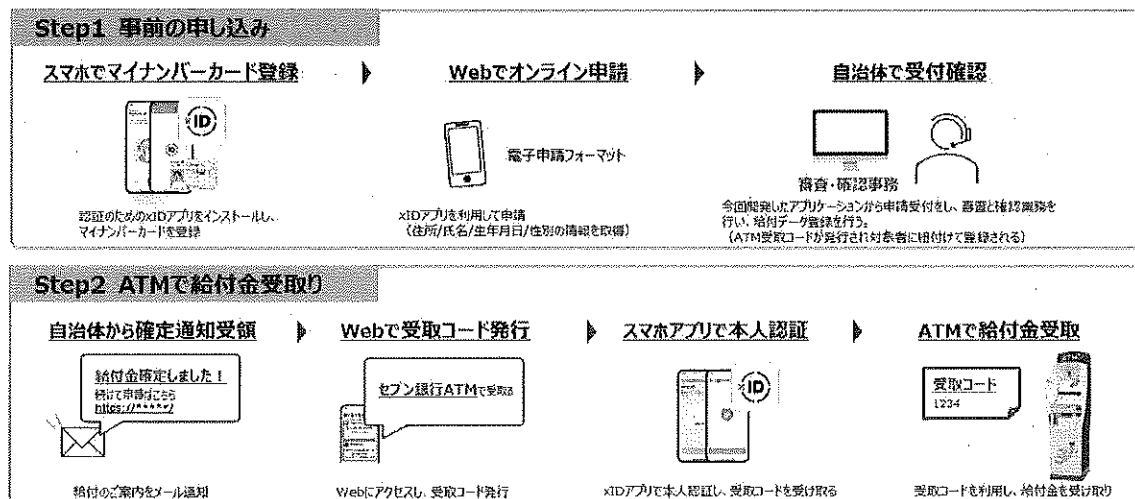 Step1 事前の申し込み
スマホでマイナンバーカード登録
Webでオンライン申請
自治体で受付確認
ID
電子申請フォーマット
審査・確認事務
認証のためのxIDアプリをインストールし、
マイナンバーカードを登録
xIDアプリを利用して申請
(住所/氏名/生年月日/性別の情報を取得)
今回開発したアプリケーションから申請受付をし、審査と確認業務を
行い、給付データ登録を行う。
(ATM受取コードが発行され対象者に紐付けて登録される)
Step2 ATMで給付金受取り
自治体から確定通知受領
Webで受取コード発行
スマホアプリで本人認証
ATMで給付金受取
給付金確定しました!
続けて申請はこちら
https://****/
セブン銀行ATMで受取る
ID
受取コード
1234
給付のご案内をメール通知
Webにアクセスし、受取コード発行
xIDアプリで本人認証し、受取コードを受け取る
受取コードを利用し、給付金を受け取り